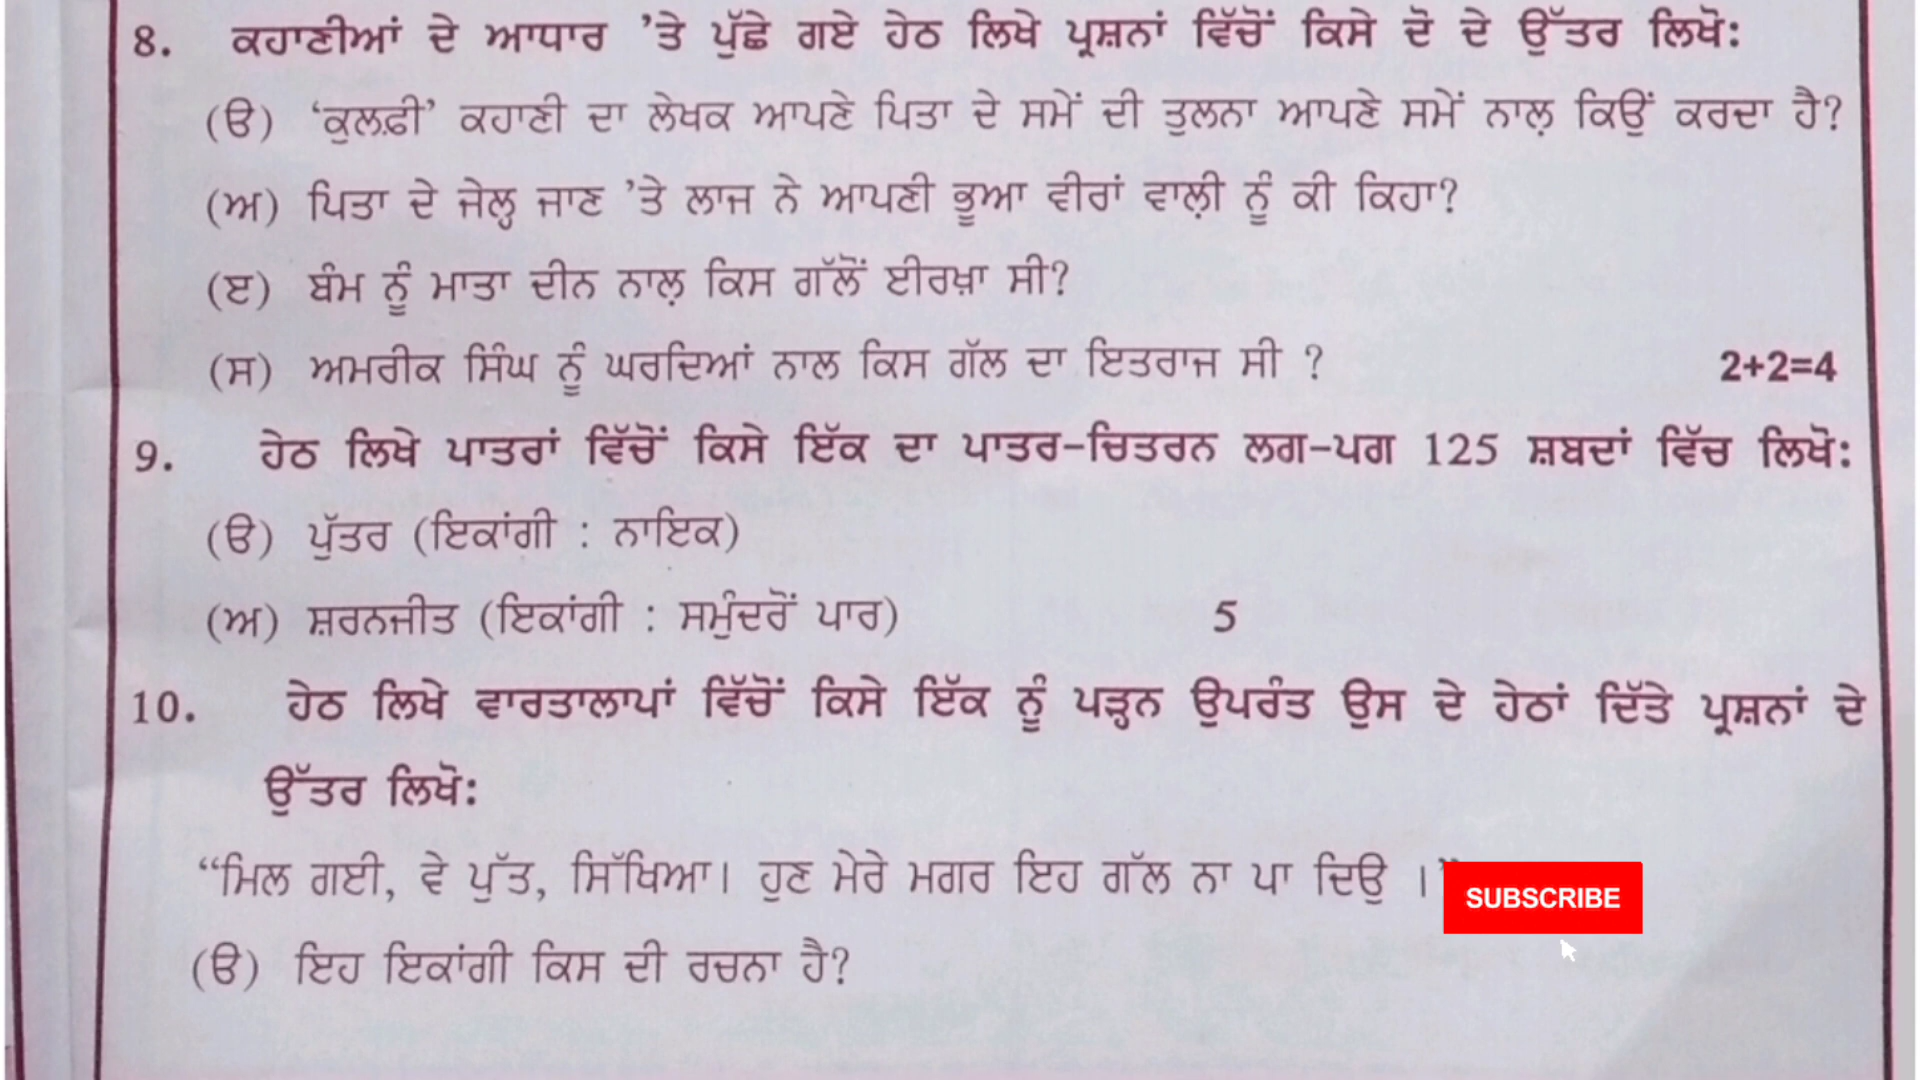 8. ਕਹਾਣੀਆਂ ਦੇ ਆਧਾਰ ’ਤੇ ਪੁੱਛੇ ਗਏ ਹੇਠ ਲਿਖੇ ਪ੍ਰਸ਼ਨਾਂ ਵਿੱਚੋਂ ਕਿਸੇ ਦੋ ਦੇ ਉੱਤਰ ਲਿਖੋ:
(ੳ) ‘ਕੁਲਫ਼ੀ’ ਕਹਾਣੀ ਦਾ ਲੇਖਕ ਆਪਣੇ ਪਿਤਾ ਦੇ ਸਮੇਂ ਦੀ ਤੁਲਨਾ ਆਪਣੇ ਸਮੇਂ ਨਾਲ਼ ਕਿਉਂ ਕਰਦਾ ਹੈ?
(ਅ) ਪਿਤਾ ਦੇ ਜੇਲ੍ਹ ਜਾਣ ’ਤੇ ਲਾਜ ਨੇ ਆਪਣੀ ਭੂਆ ਵੀਰਾਂ ਵਾਲ਼ੀ ਨੂੰ ਕੀ ਕਿਹਾ?
(ੲ) ਬੰਮ ਨੂੰ ਮਾਤਾ ਦੀਨ ਨਾਲ਼ ਕਿਸ ਗੱਲੋਂ ਈਰਖ਼ਾ ਸੀ?
(ਸ) ਅਮਰੀਕ ਸਿੰਘ ਨੂੰ ਘਰਦਿਆਂ ਨਾਲ ਕਿਸ ਗੱਲ ਦਾ ਇਤਰਾਜ ਸੀ ? 2+2=4
9. ਹੇਠ ਲਿਖੇ ਪਾਤਰਾਂ ਵਿੱਚੋਂ ਕਿਸੇ ਇੱਕ ਦਾ ਪਾਤਰ-ਚਿਤਰਨ ਲਗ-ਪਗ 125 ਸ਼ਬਦਾਂ ਵਿੱਚ ਲਿਖੋ:
(ੳ) ਪੁੱਤਰ (ਇਕਾਂਗੀ : ਨਾਇਕ)
(ਅ) ਸ਼ਰਨਜੀਤ (ਇਕਾਂਗੀ : ਸਮੁੰਦਰੋਂ ਪਾਰ) 5
10. ਹੇਠ ਲਿਖੇ ਵਾਰਤਾਲਾਪਾਂ ਵਿੱਚੋਂ ਕਿਸੇ ਇੱਕ ਨੂੰ ਪੜ੍ਹਨ ਉਪਰੰਤ ਉਸ ਦੇ ਹੇਠਾਂ ਦਿੱਤੇ ਪ੍ਰਸ਼ਨਾਂ ਦੇ
ਉੱਤਰ ਲਿਖੋ:
“ਮਿਲ ਗਈ, ਵੇ ਪੁੱਤ, ਸਿੱਖਿਆ। ਹੁਣ ਮੇਰੇ ਮਗਰ ਇਹ ਗੱਲ ਨਾ ਪਾ ਦਿਉ ।”
SUBSCRIBE
(ੳ) ਇਹ ਇਕਾਂਗੀ ਕਿਸ ਦੀ ਰਚਨਾ ਹੈ?